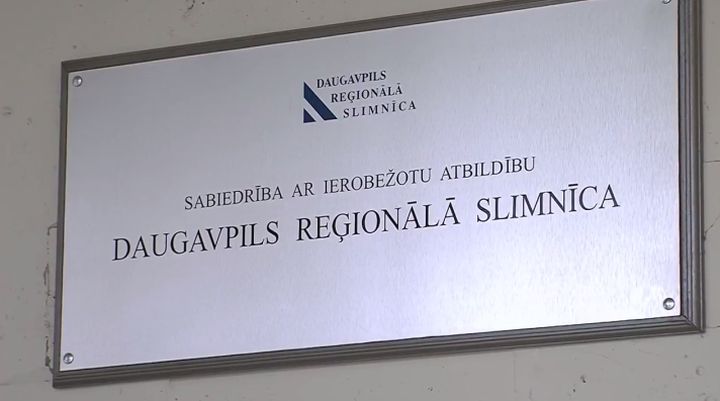 DAUGAVPILS
REĢIONĀLĀ
SLIMNĪCA
SABIEDRĪBA AR IEROBEŽOTU ATBILDĪBU
DAUGAVPILS REĢIONĀLĀ SLIMNĪCA